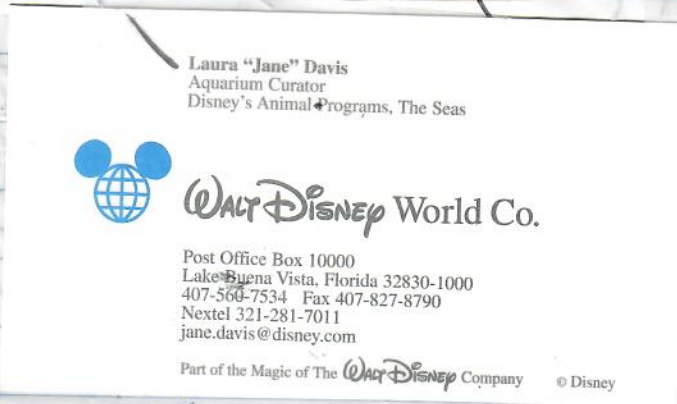 Laura “Jane” Davis
Aquarium Curator
Disney's Animal Programs, The Seas
WALT DISNEY World Co.
Post Office Box 10000
Lake Buena Vista, Florida 32830-1000
407-560-7534   Fax 407-827-8790
Nextel 321-281-7011
jane.davis@disney.com
Part of the Magic of The WALT DISNEY Company   © Disney